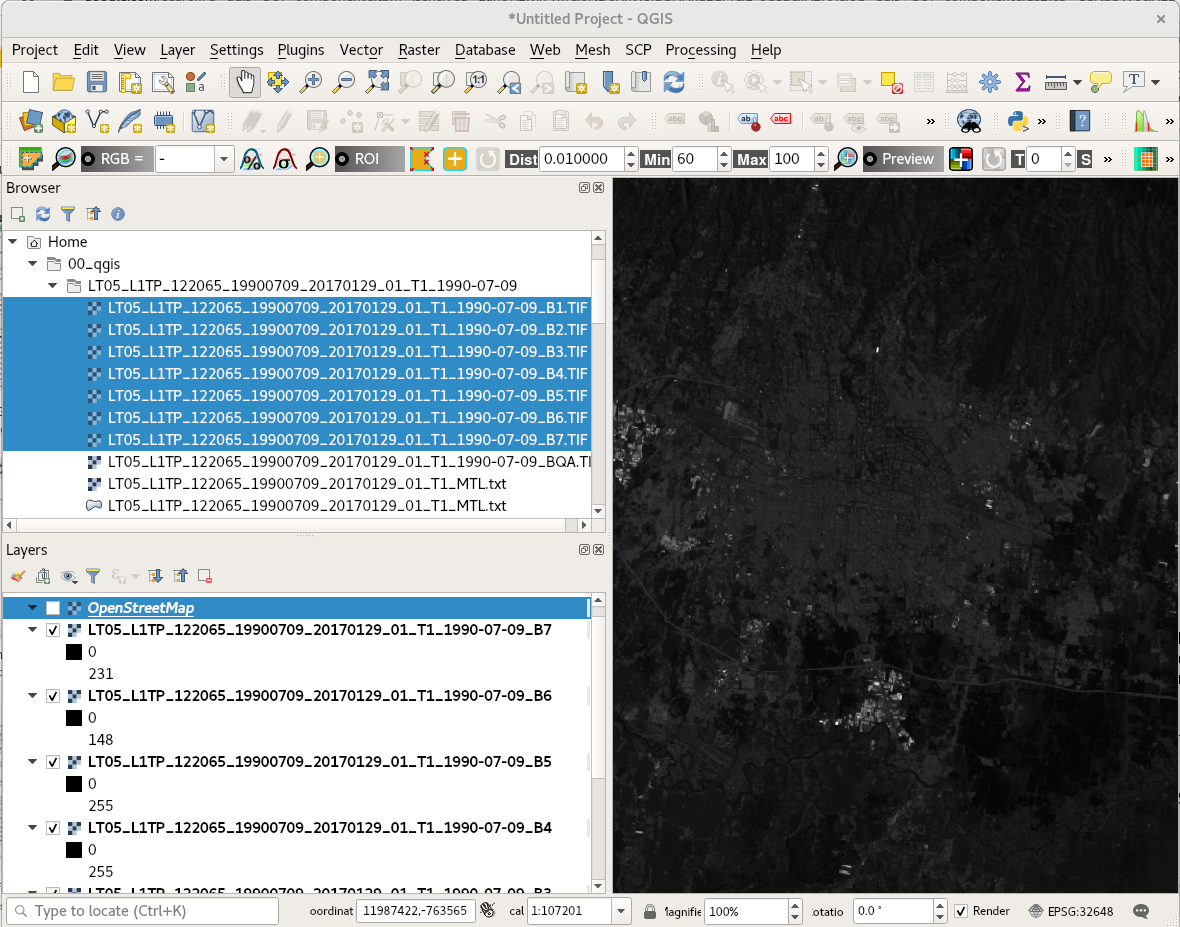 *Untitled Project - QGIS
Project Edit View Layer Settings Plugins Vector Raster Database Web Mesh SCP Processing Help
RGB = - ROI Dist 0.010000 Min 60 Max 100 Preview T 0 S
Browser
Home
00_qgis
LT05_L1TP_122065_19900709_20170129_01_T1_1990-07-09
LT05_L1TP_122065_19900709_20170129_01_T1_1990-07-09_B1.TIF
LT05_L1TP_122065_19900709_20170129_01_T1_1990-07-09_B2.TIF
LT05_L1TP_122065_19900709_20170129_01_T1_1990-07-09_B3.TIF
LT05_L1TP_122065_19900709_20170129_01_T1_1990-07-09_B4.TIF
LT05_L1TP_122065_19900709_20170129_01_T1_1990-07-09_B5.TIF
LT05_L1TP_122065_19900709_20170129_01_T1_1990-07-09_B6.TIF
LT05_L1TP_122065_19900709_20170129_01_T1_1990-07-09_B7.TIF
LT05_L1TP_122065_19900709_20170129_01_T1_1990-07-09_BQA.TI
LT05_L1TP_122065_19900709_20170129_01_T1_MTL.txt
LT05_L1TP_122065_19900709_20170129_01_T1_MTL.txt
Layers
OpenStreetMap
LT05_L1TP_122065_19900709_20170129_01_T1_1990-07-09_B7
0
231
LT05_L1TP_122065_19900709_20170129_01_T1_1990-07-09_B6
0
148
LT05_L1TP_122065_19900709_20170129_01_T1_1990-07-09_B5
0
255
LT05_L1TP_122065_19900709_20170129_01_T1_1990-07-09_B4
0
255
LT05_L1TP_122065_19900709_20170129_01_T1_1990-07-09_B3
Type to locate (Ctrl+K) oordinat 11987422,-763565 cal 1:107201 Magnifie 100% otatio 0.0 ° Render EPSG:32648